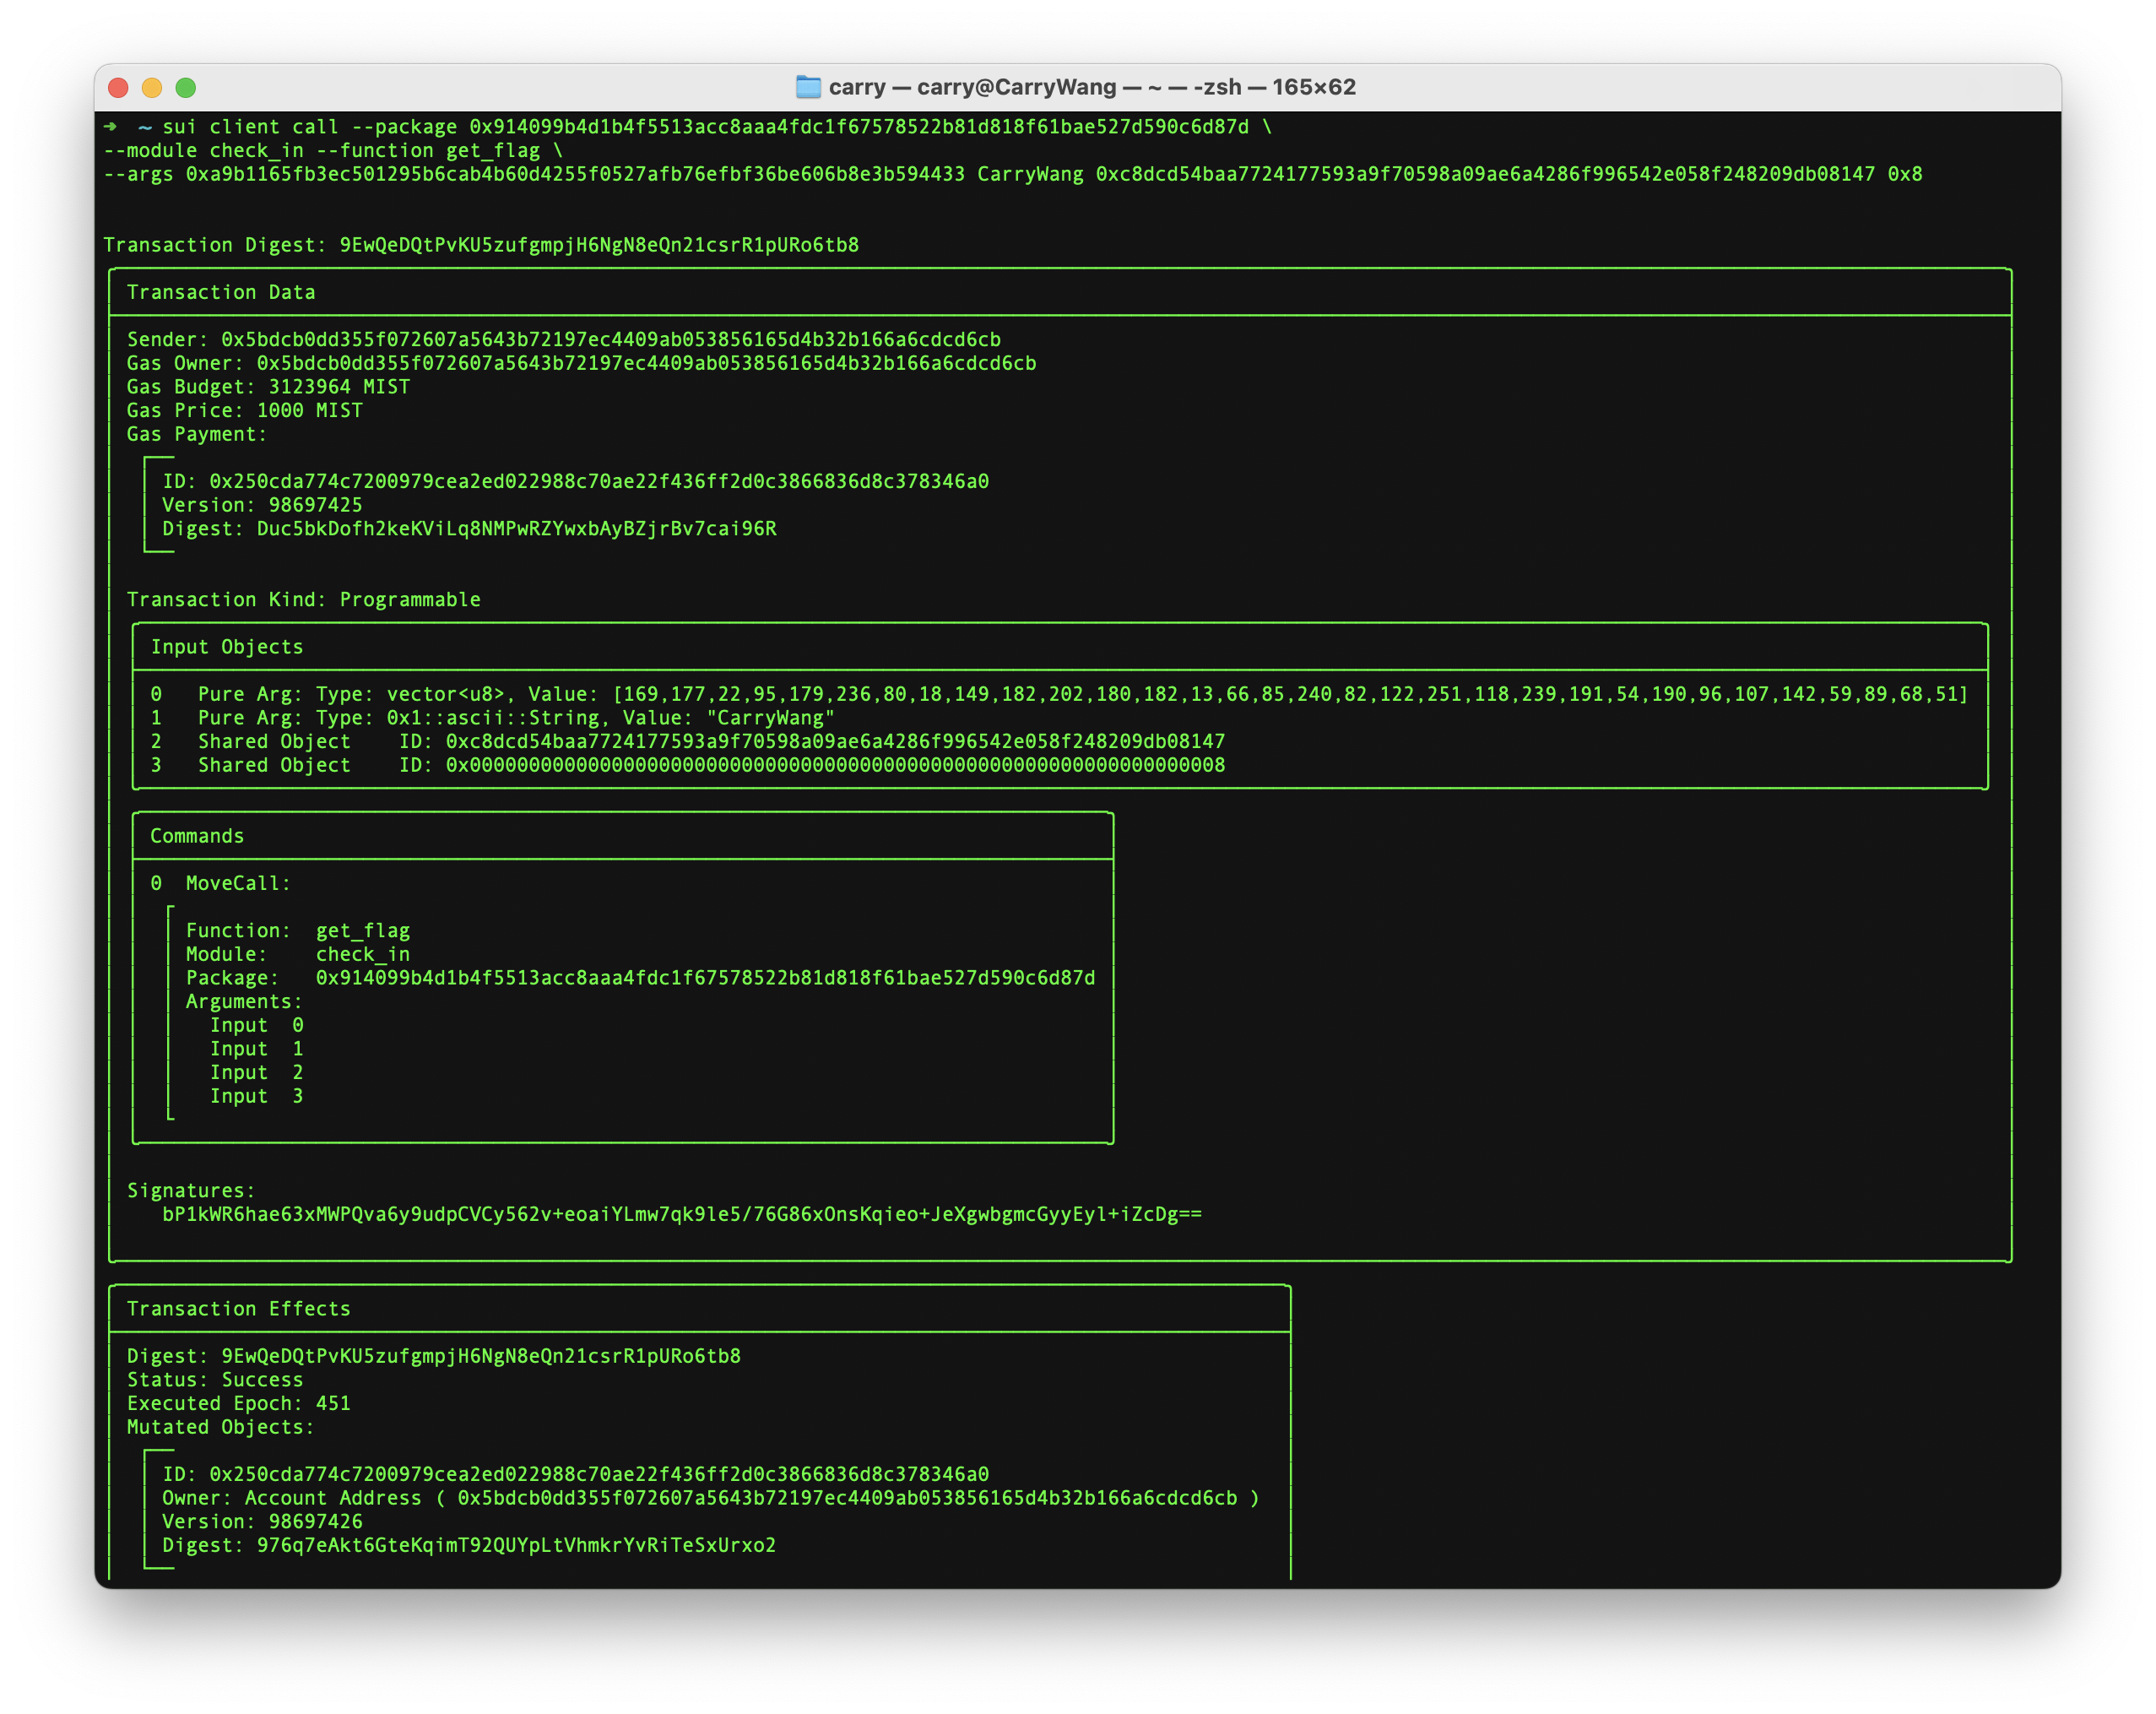 carry — carry@CarryWang — ~ — -zsh — 165×62
➜  ~ sui client call --package 0x914099b4d1b4f5513acc8aaa4fdc1f67578522b81d818f61bae527d590c6d87d \
--module check_in --function get_flag \
--args 0xa9b1165fb3ec501295b6cab4b60d4255f0527afb76efbf36be606b8e3b594433 CarryWang 0xc8dcd54baa7724177593a9f70598a09ae6a4286f996542e058f248209db08147 0x8
Transaction Digest: 9EwQeDQtPvKU5zufgmpjH6NgN8eQn21csrR1pURo6tb8
Transaction Data
Sender: 0x5bdcb0dd355f072607a5643b72197ec4409ab053856165d4b32b166a6cdcd6cb
Gas Owner: 0x5bdcb0dd355f072607a5643b72197ec4409ab053856165d4b32b166a6cdcd6cb
Gas Budget: 3123964 MIST
Gas Price: 1000 MIST
Gas Payment:
ID: 0x250cda774c7200979cea2ed022988c70ae22f436ff2d0c3866836d8c378346a0
Version: 98697425
Digest: Duc5bkDofh2keKViLq8NMPwRZYwxbAyBZjrBv7cai96R
Transaction Kind: Programmable
Input Objects
0   Pure Arg: Type: vector<u8>, Value: [169,177,22,95,179,236,80,18,149,182,202,180,182,13,66,85,240,82,122,251,118,239,191,54,190,96,107,142,59,89,68,51]
1   Pure Arg: Type: 0x1::ascii::String, Value: "CarryWang"
2   Shared Object    ID: 0xc8dcd54baa7724177593a9f70598a09ae6a4286f996542e058f248209db08147
3   Shared Object    ID: 0x0000000000000000000000000000000000000000000000000000000000000008
Commands
0  MoveCall:
Function:  get_flag
Module:    check_in
Package:   0x914099b4d1b4f5513acc8aaa4fdc1f67578522b81d818f61bae527d590c6d87d
Arguments:
Input  0
Input  1
Input  2
Input  3
Signatures:
bP1kWR6hae63xMWPQva6y9udpCVCy562v+eoaiYLmw7qk9le5/76G86xOnsKqieo+JeXgwbgmcGyyEyl+iZcDg==
Transaction Effects
Digest: 9EwQeDQtPvKU5zufgmpjH6NgN8eQn21csrR1pURo6tb8
Status: Success
Executed Epoch: 451
Mutated Objects:
ID: 0x250cda774c7200979cea2ed022988c70ae22f436ff2d0c3866836d8c378346a0
Owner: Account Address ( 0x5bdcb0dd355f072607a5643b72197ec4409ab053856165d4b32b166a6cdcd6cb )
Version: 98697426
Digest: 976q7eAkt6GteKqimT92QUYpLtVhmkrYvRiTeSxUrxo2